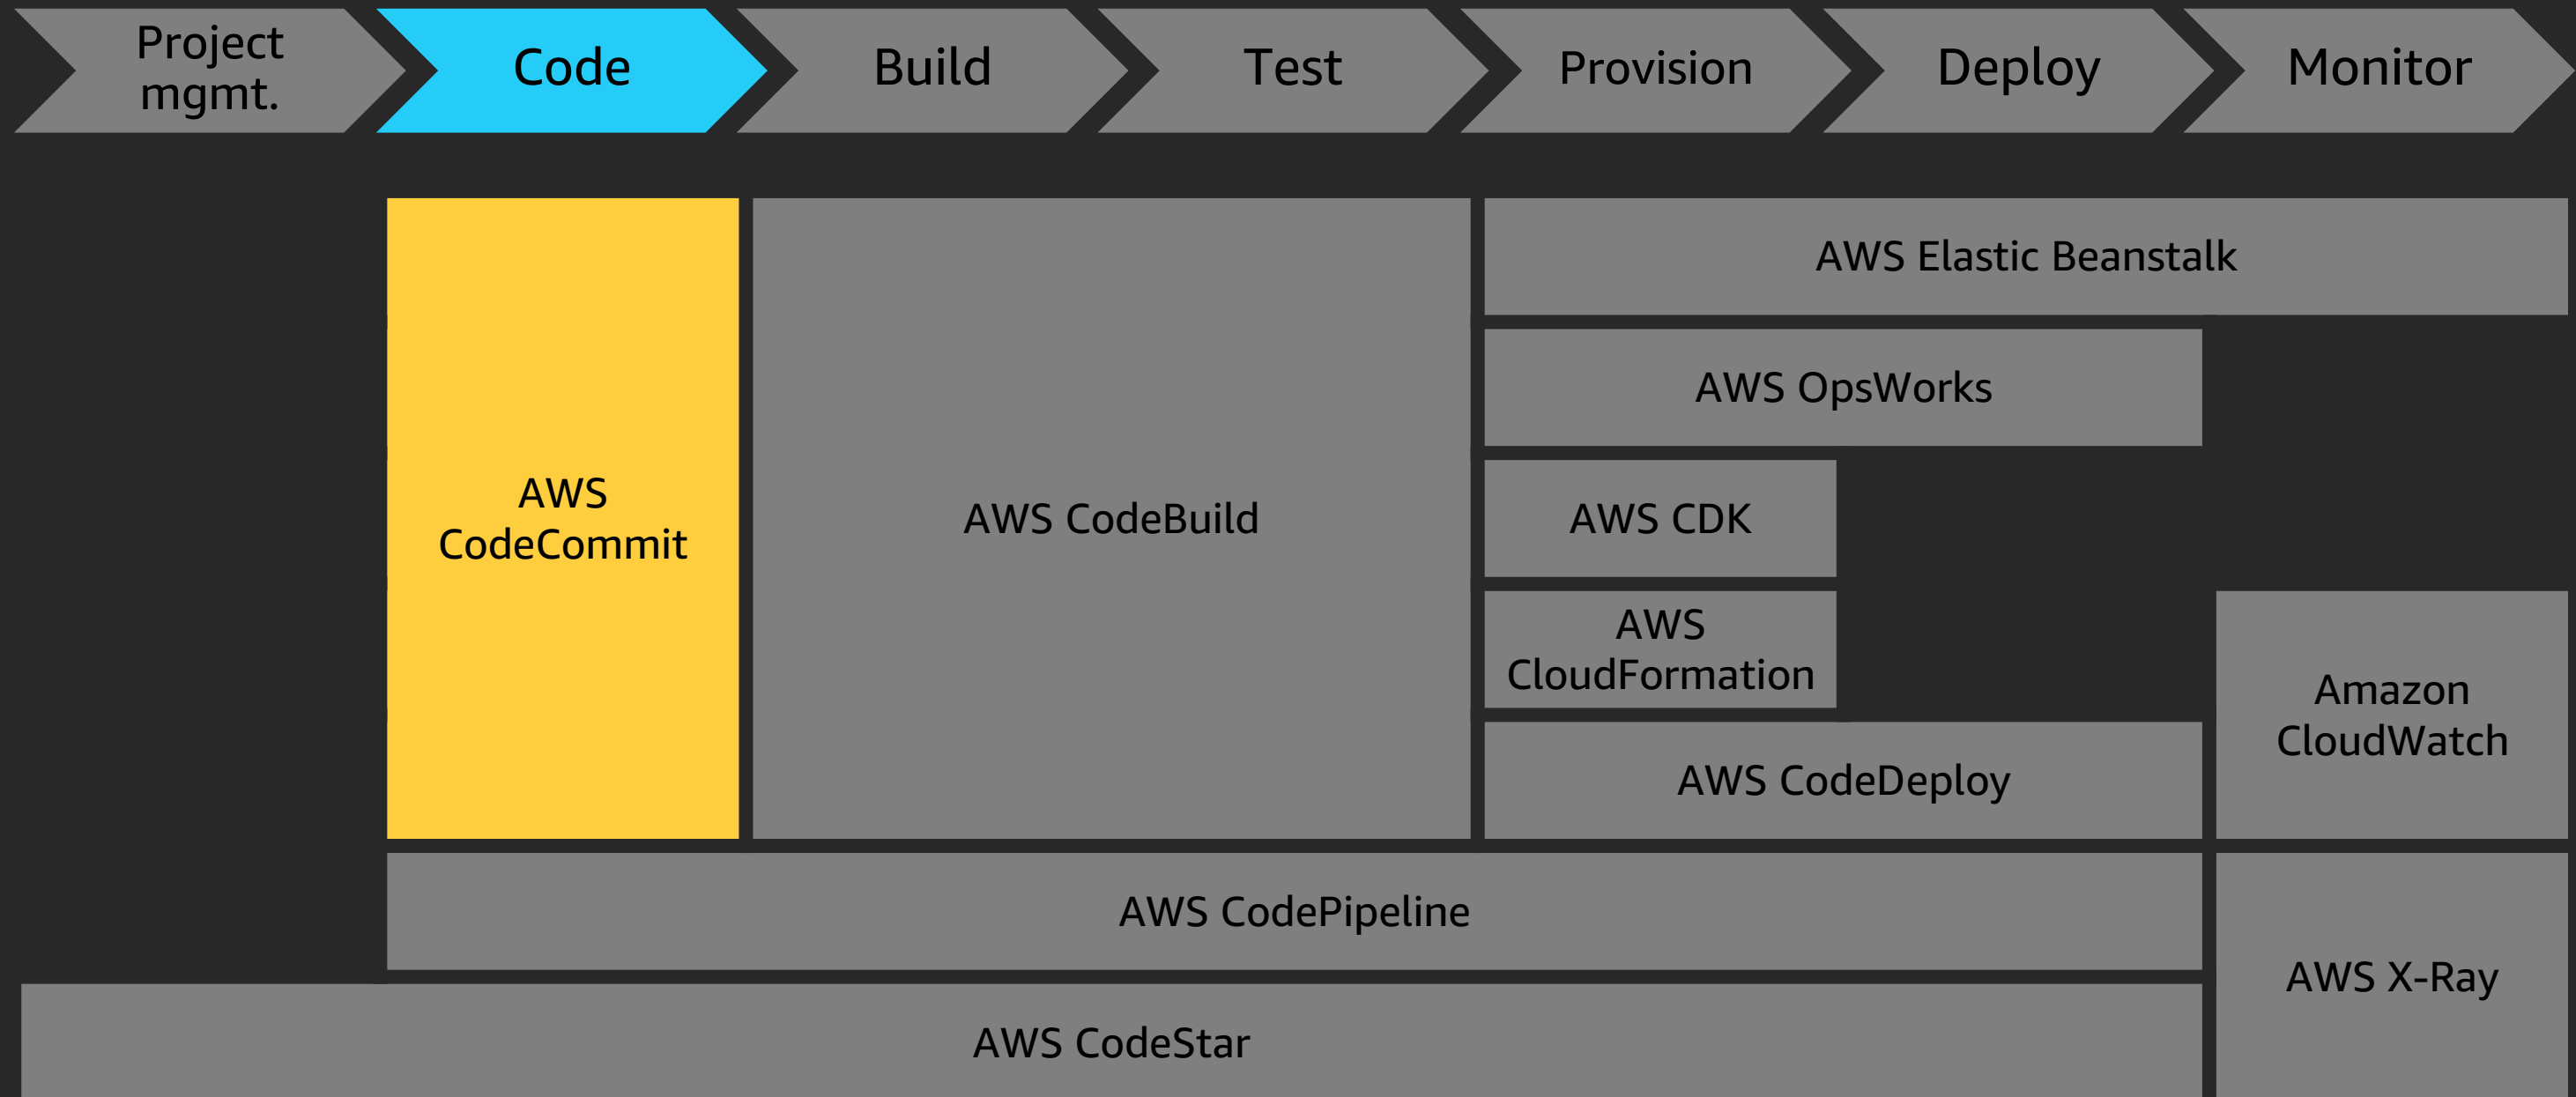 Project
mgmt.
Code
Build
Test
Provision
Deploy
Monitor
AWS
CodeCommit
AWS CodeBuild
AWS Elastic Beanstalk
AWS OpsWorks
AWS CDK
AWS
CloudFormation
AWS CodeDeploy
Amazon
CloudWatch
AWS CodePipeline
AWS X-Ray
AWS CodeStar